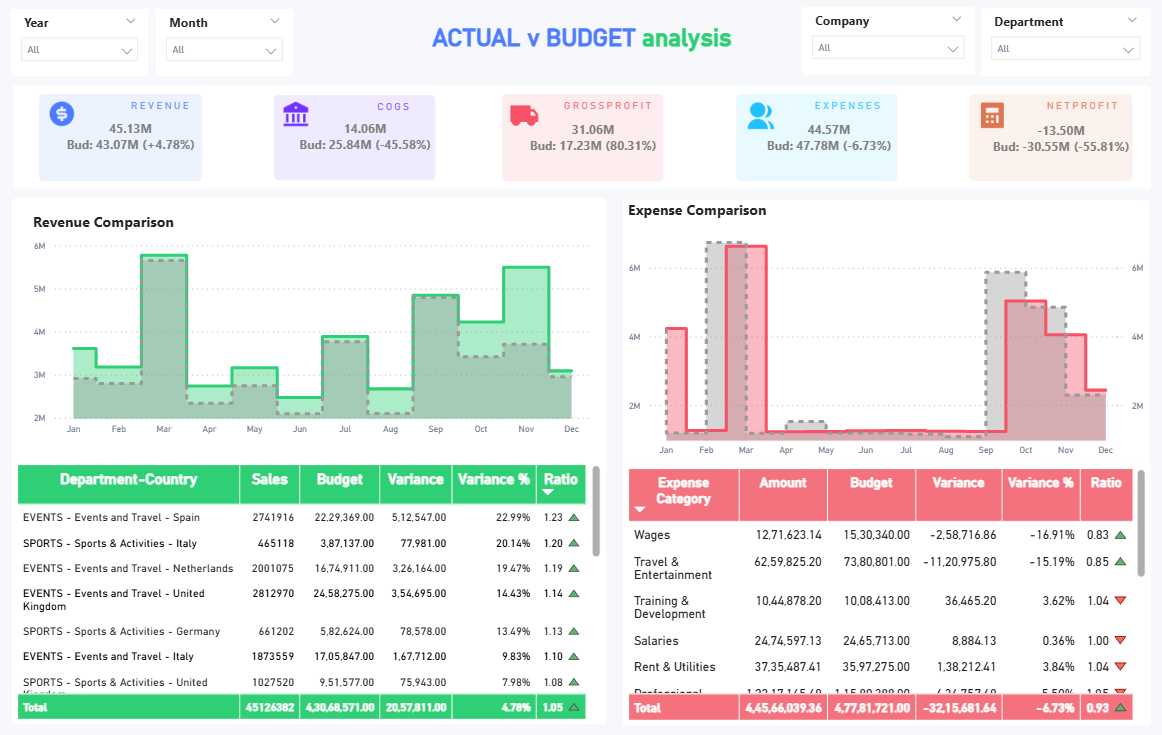 Year
All
Month
All
ACTUAL v BUDGET analysis
Company
All
Department
All
REVENUE
45.13M
Bud: 43.07M (+4.78%)
COGS
14.06M
Bud: 25.84M (-45.58%)
GROSSPROFIT
31.06M
Bud: 17.23M (80.31%)
EXPENSES
44.57M
Bud: 47.78M (-6.73%)
NETPROFIT
-13.50M
Bud: -30.55M (-55.81%)
Revenue Comparison
6M
5M
4M
3M
2M
Jan Feb Mar Apr May Jun Jul Aug Sep Oct Nov Dec
Expense Comparison
6M 6M
4M 4M
2M 2M
Jan Feb Mar Apr May Jun Jul Aug Sep Oct Nov Dec
Department-Country Sales Budget Variance Variance % Ratio
EVENTS - Events and Travel - Spain 2741916 22,29,369.00 5,12,547.00 22.99% 1.23
SPORTS - Sports & Activities - Italy 465118 3,87,137.00 77,981.00 20.14% 1.20
EVENTS - Events and Travel - Netherlands 2001075 16,74,911.00 3,26,164.00 19.47% 1.19
EVENTS - Events and Travel - United 2812970 24,58,275.00 3,54,695.00 14.43% 1.14
Kingdom
SPORTS - Sports & Activities - Germany 661202 5,82,624.00 78,578.00 13.49% 1.13
EVENTS - Events and Travel - Italy 1873559 17,05,847.00 1,67,712.00 9.83% 1.10
SPORTS - Sports & Activities - United 1027520 9,51,577.00 75,943.00 7.98% 1.08
Total 45126382 4,30,68,571.00 20,57,811.00 4.78% 1.05
Expense Amount Budget Variance Variance % Ratio
Category
Wages 12,71,623.14 15,30,340.00 -2,58,716.86 -16.91% 0.83
Travel & 62,59,825.20 73,80,801.00 -11,20,975.80 -15.19% 0.85
Entertainment
Training & 10,44,878.20 10,08,413.00 36,465.20 3.62% 1.04
Development
Salaries 24,74,597.13 24,65,713.00 8,884.13 0.36% 1.00
Rent & Utilities 37,35,487.41 35,97,275.00 1,38,212.41 3.84% 1.04
Total 4,45,66,039.36 4,77,81,721.00 -32,15,681.64 -6.73% 0.93